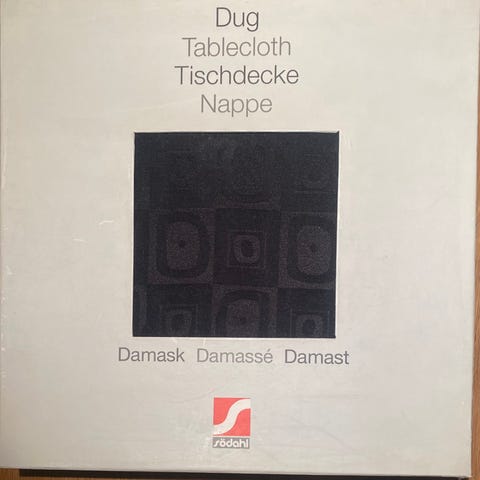 Dug
Tablecloth
Tischdecke
Nappe
Damask Damassé Damast
södahl